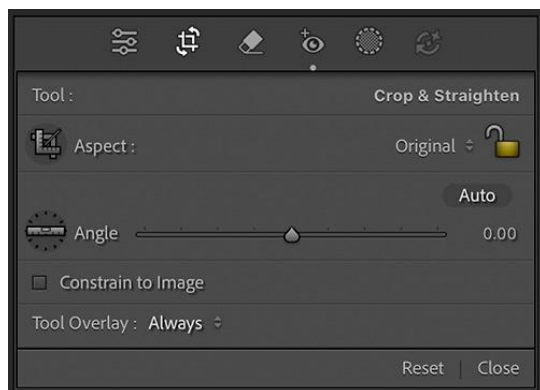 Tool : Crop & Straighten
Aspect : Original
Auto
Angle 0.00
Constrain to Image
Tool Overlay : Always
Reset | Close